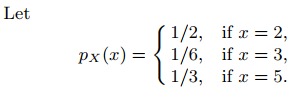 Let
1/2, if x = 2,
p_X(x) = { 1/6, if x = 3,
1/3, if x = 5.